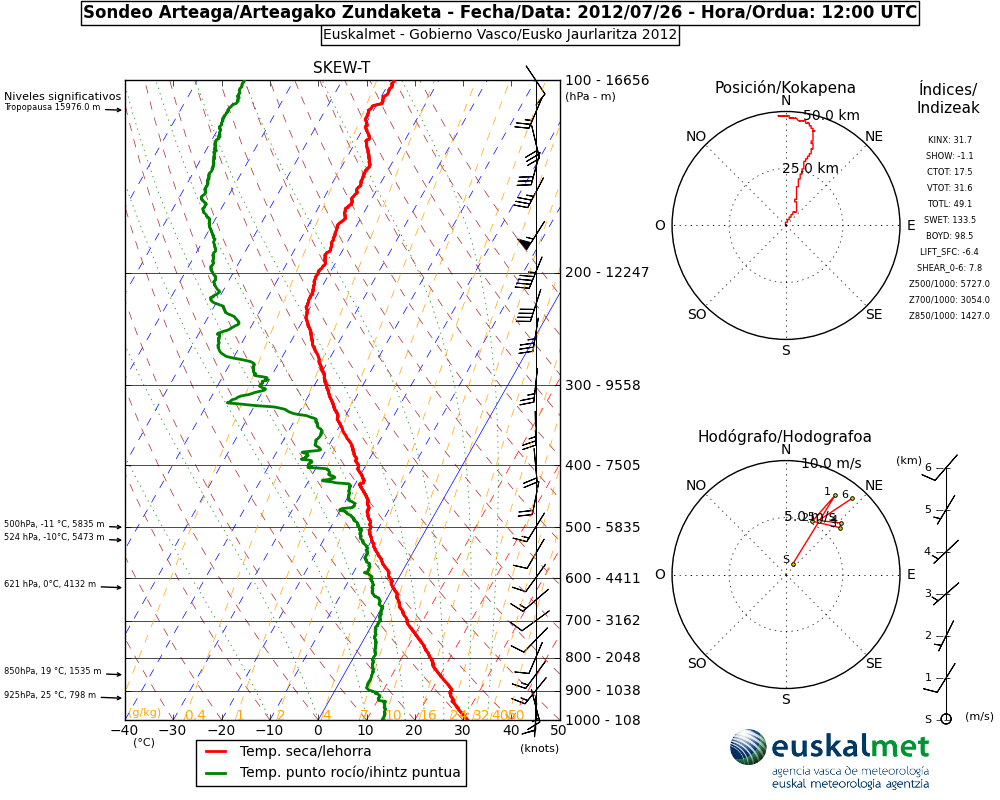 Sondeo Arteaga/Arteagako Zundaketa - Fecha/Data: 2012/07/26 - Hora/Ordua: 12:00 UTC
Euskalmet - Gobierno Vasco/Eusko Jaurlaritza 2012
SKEW-T
Niveles significativos
Tropopausa 15976.0 m
500hPa, -11 °C, 5835 m
524 hPa, -10°C, 5473 m
621 hPa, 0°C, 4132 m
850hPa, 19 °C, 1535 m
925hPa, 25 °C, 798 m
100 - 16656
(hPa - m)
200 - 12247
300 - 9558
400 - 7505
500 - 5835
600 - 4411
700 - 3162
800 - 2048
900 - 1038
1000 - 108
(g/kg) 0.4 1 2 4 10 16 32 40 50
−40 −30 −20 −10 0 10 20 30 40 50
(°C)
(knots)
Temp. seca/lehorra
Temp. punto rocío/ihintz puntua
Posición/Kokapena
N
50.0 km
NO
NE
25.0 km
O
E
SO
SE
S
Índices/
Indizeak
KINX: 31.7
SHOW: -1.1
CTOT: 17.5
VTOT: 31.6
TOTL: 49.1
SWET: 133.5
BOYD: 98.5
LIFT_SFC: -6.4
SHEAR_0-6: 7.8
Z500/1000: 5727.0
Z700/1000: 3054.0
Z850/1000: 1427.0
Hodógrafo/Hodografoa
N
10.0 m/s
NO
NE
1 6
5.0 m/s
S
O
E
SO
SE
S
(km)
6
5
4
3
2
1
S
(m/s)
euskalmet
agencia vasca de meteorología
euskal meteorologia agentzia